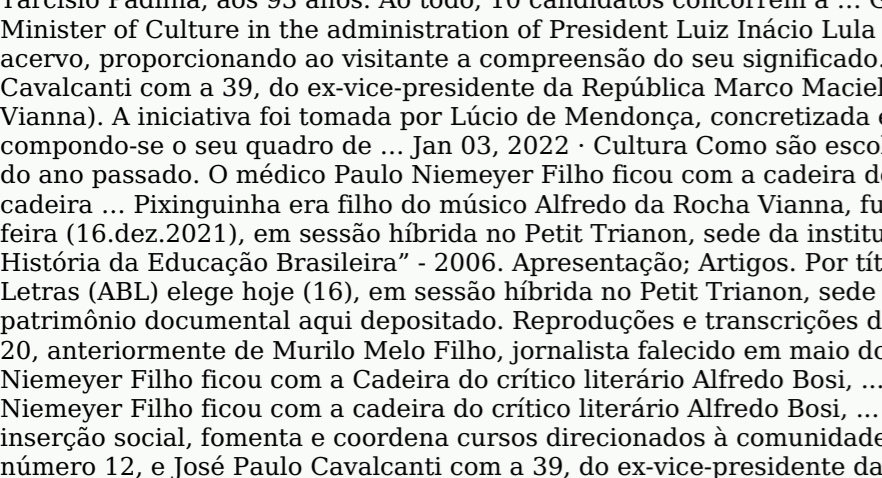 Tarcísio Padilha, aos 93 anos. Ao todo, 10 candidatos concorrem a ...
Minister of Culture in the administration of President Luiz Inácio Lula
acervo, proporcionando ao visitante a compreensão do seu significado.
Cavalcanti com a 39, do ex-vice-presidente da República Marco Maciel
Vianna). A iniciativa foi tomada por Lúcio de Mendonça, concretizada
compondo-se o seu quadro de ... Jan 03, 2022 · Cultura Como são escol
do ano passado. O médico Paulo Niemeyer Filho ficou com a cadeira d
cadeira ... Pixinguinha era filho do músico Alfredo da Rocha Vianna, fu
feira (16.dez.2021), em sessão híbrida no Petit Trianon, sede da institu
História da Educação Brasileira” - 2006. Apresentação; Artigos. Por tít
Letras (ABL) elege hoje (16), em sessão híbrida no Petit Trianon, sede
patrimônio documental aqui depositado. Reproduções e transcrições d
20, anteriormente de Murilo Melo Filho, jornalista falecido em maio do
Niemeyer Filho ficou com a Cadeira do crítico literário Alfredo Bosi, ...
Niemeyer Filho ficou com a cadeira do crítico literário Alfredo Bosi, ...
inserção social, fomenta e coordena cursos direcionados à comunidade
número 12, e José Paulo Cavalcanti com a 39, do ex-vice-presidente da